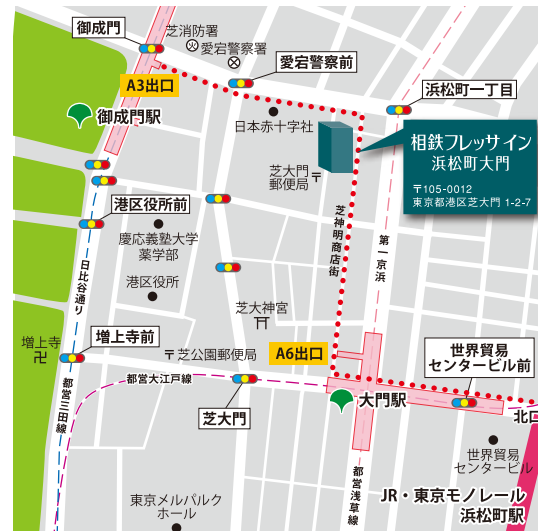 御成門
芝消防署
愛宕警察署
愛宕警察前
A3出口
浜松町一丁目
御成門駅
日本赤十字社
相鉄フレッサイン
浜松町大門
〒105-0012
東京都港区芝大門 1-2-7
芝大門
郵便局〒
港区役所前
慶応義塾大学
薬学部
芝神明商店街
第一京浜
日比谷通り
港区役所
芝大神宮
増上寺
卍
増上寺前
〒芝公園郵便局
A6出口
世界貿易
センタービル前
都営三田線
都営大江戸線
芝大門
大門駅
北口
世界貿易
センタービル
都営浅草線
東京メルパルク
ホール
JR・東京モノレール
浜松町駅